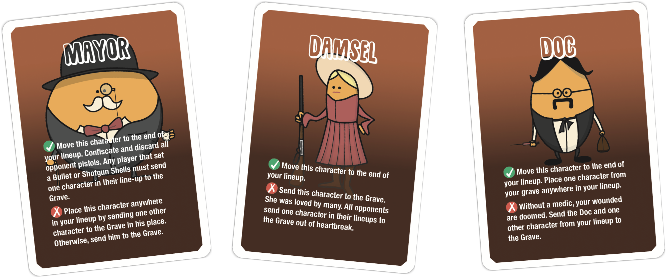 MAYOR
Move this character to the end of
your lineup. Confiscate and discard all
opponent pistols. Any player that set
a Bullet or Shotgun Shells must send
one character in their line-up to the
Grave.
Place this character anywhere
in your lineup by sending one other
character to the Grave in his place.
Otherwise, send him to the Grave.
DAMSEL
Move this character to the end of
your lineup.
Send this character to the Grave.
She was loved by many. All opponents
send one character in their lineups to
the Grave out of heartbreak.
DOC
Move this character to the end of
your lineup. Place one character from
your grave anywhere in your lineup.
Without a medic, your wounded
are doomed. Send the Doc and one
other character from your lineup to
the Grave.